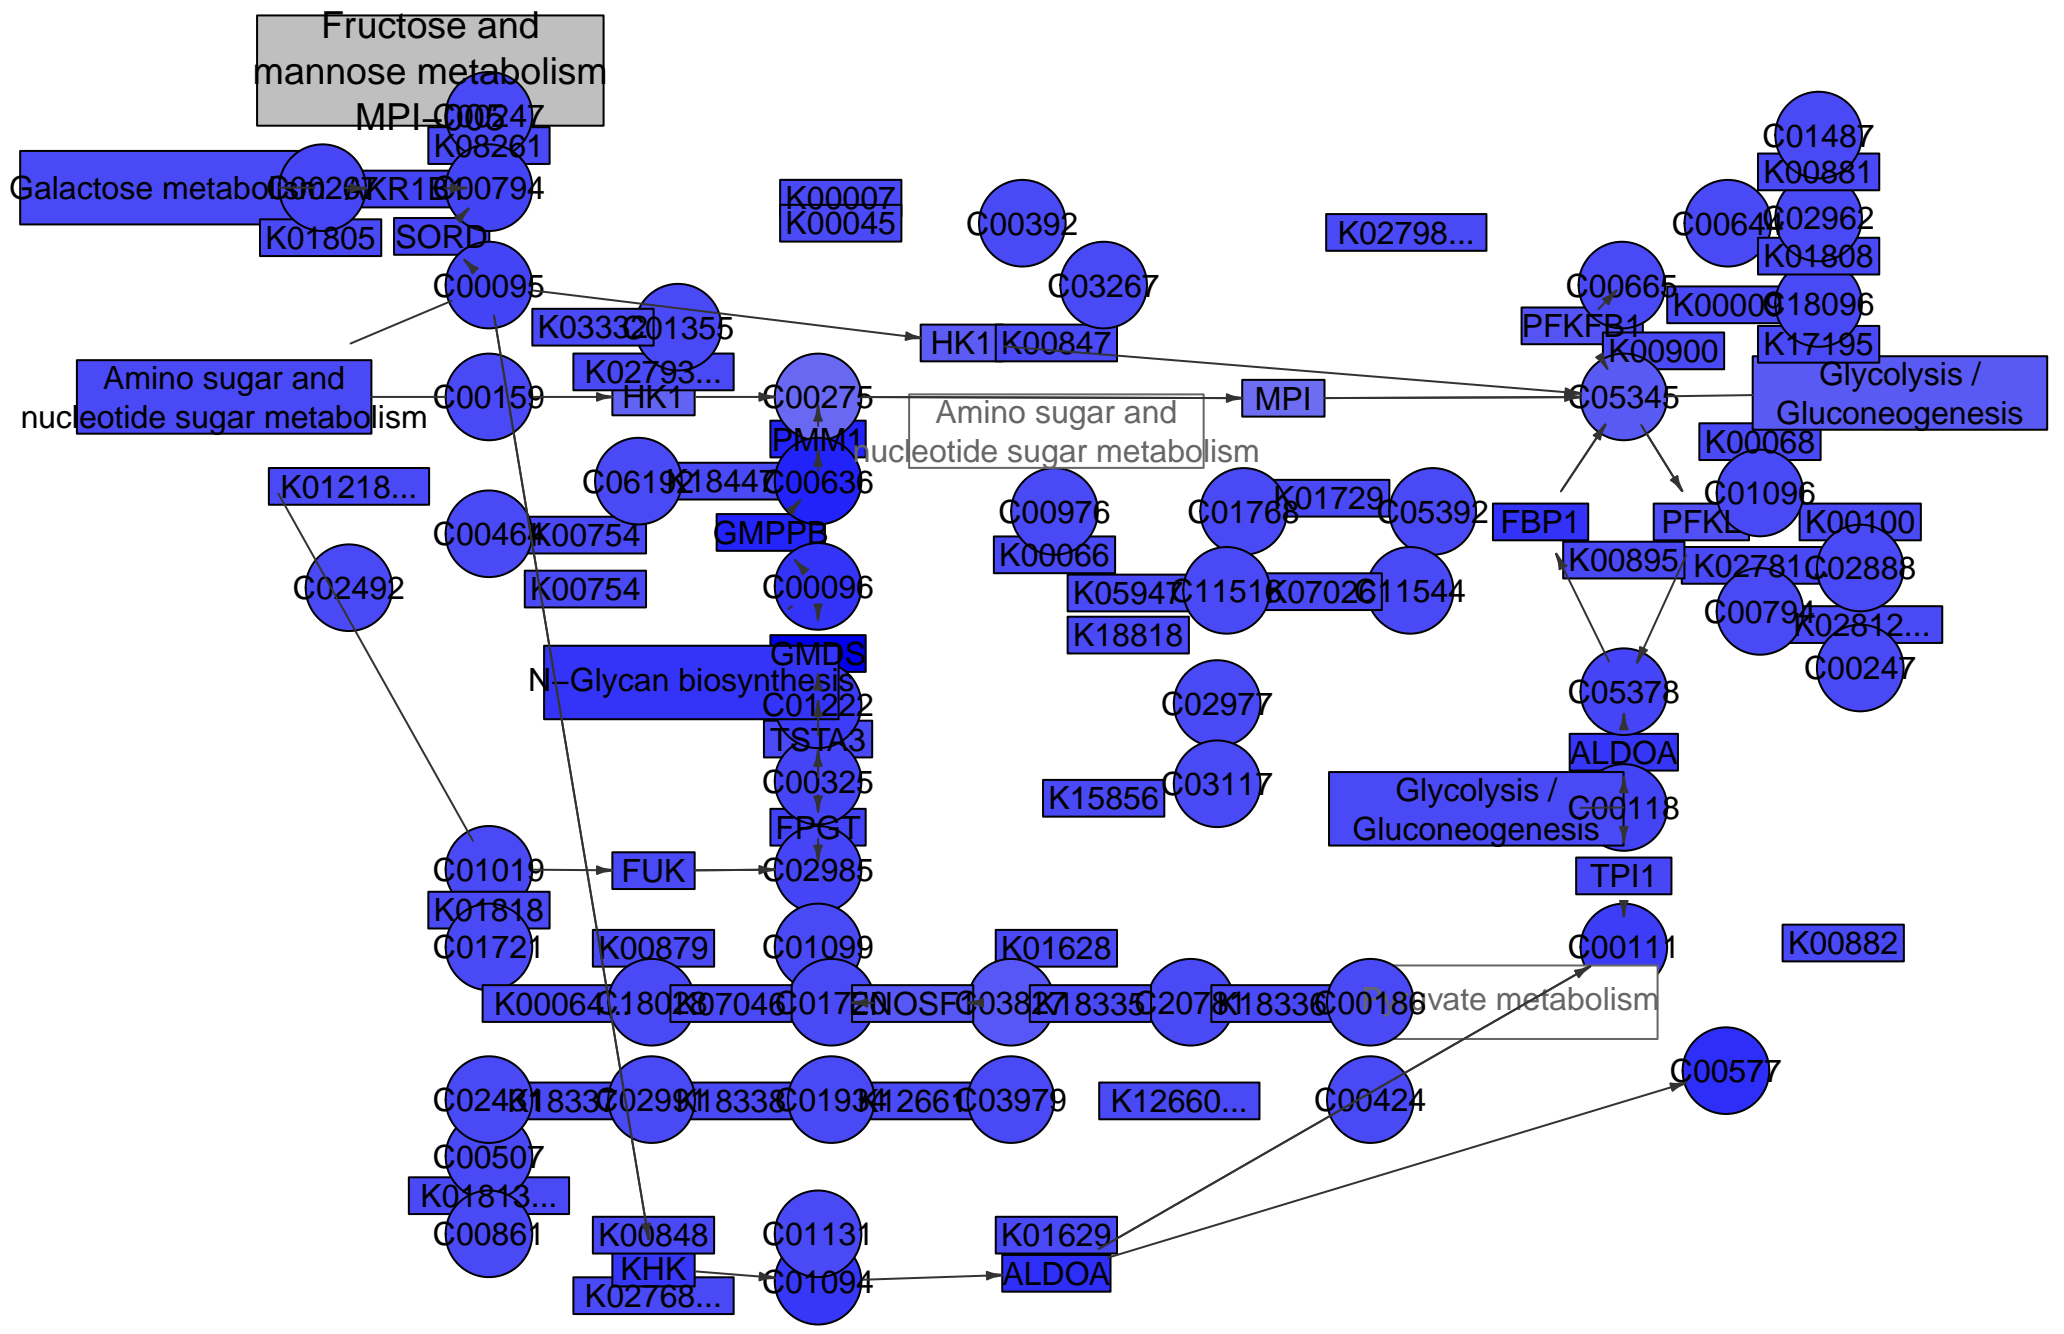 Fructose and
mannose metabolism
MPI−C05
C00247
K08261
Galactose metabolism
C00267
AKR1B1
C00794
K01805
SORD
C00095
K00007
K00045
C00392
C03267
K02798...
C01487
K00881
C00644
C02962
K01808
C00665
K00009
C18096
K17195
PFKFB1
K00900
K03332
C01355
K02793...
HK1
K00847
Amino sugar and
nucleotide sugar metabolism
C00159
HK1
C00275
MPI
C05345
Glycolysis /
Gluconeogenesis
Amino sugar and
nucleotide sugar metabolism
PMM1
K00068
K01218...
C06192
K18447
C00636
C01096
C00464
K00754
GMPPB
C00976
K00066
C01768
K01729
C05392
FBP1
PFKL
K00100
K00895
K02781...
C02888
C02492
K00754
C00096
K05947
C11516
K07026
C11544
K18818
C00794
K02812...
C00247
GMDS
N−Glycan biosynthesis
C01222
TSTA3
C00325
FPGT
C02977
C03117
K15856
C05378
ALDOA
Glycolysis /
Gluconeogenesis
C00118
TPI1
C01019
FUK
C02985
K01818
C01721
K00879
C01099
K01628
C00111
K00882
K00064...
C18028
K07046
C01720
ENOSF1
C03827
K18335
C20781
K18336
C00186
Pyruvate metabolism
C00577
C02431
K18337
C02991
K18338
C01934
K12661
C03979
K12660...
C00424
C00507
K01813...
C00861
K00848
KHK
K02768...
C01131
C01094
K01629
ALDOA